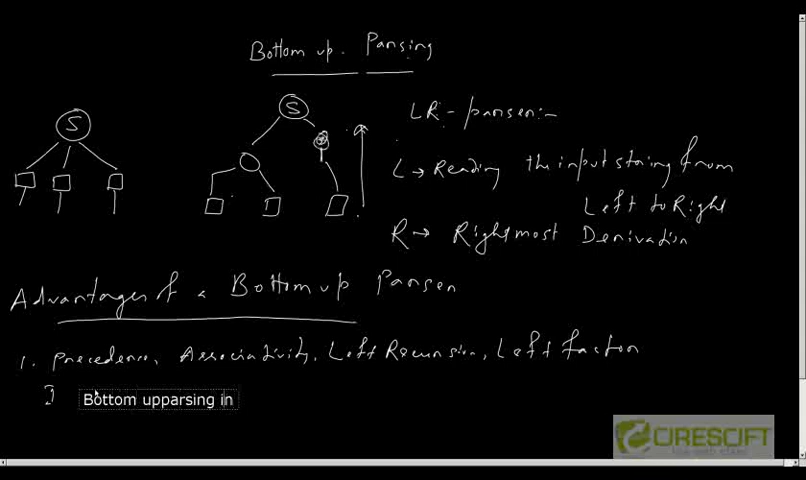 Bottom up. Parsing
S
S
LR - parser:-
L → Reading the input string from
Left to Right
R → Rightmost Derivation
Advantages of a Bottom up Parser
1. Precedence, Associativity, Left Recursion, Left factor
Bottom upparsing in
CIRESCIFT